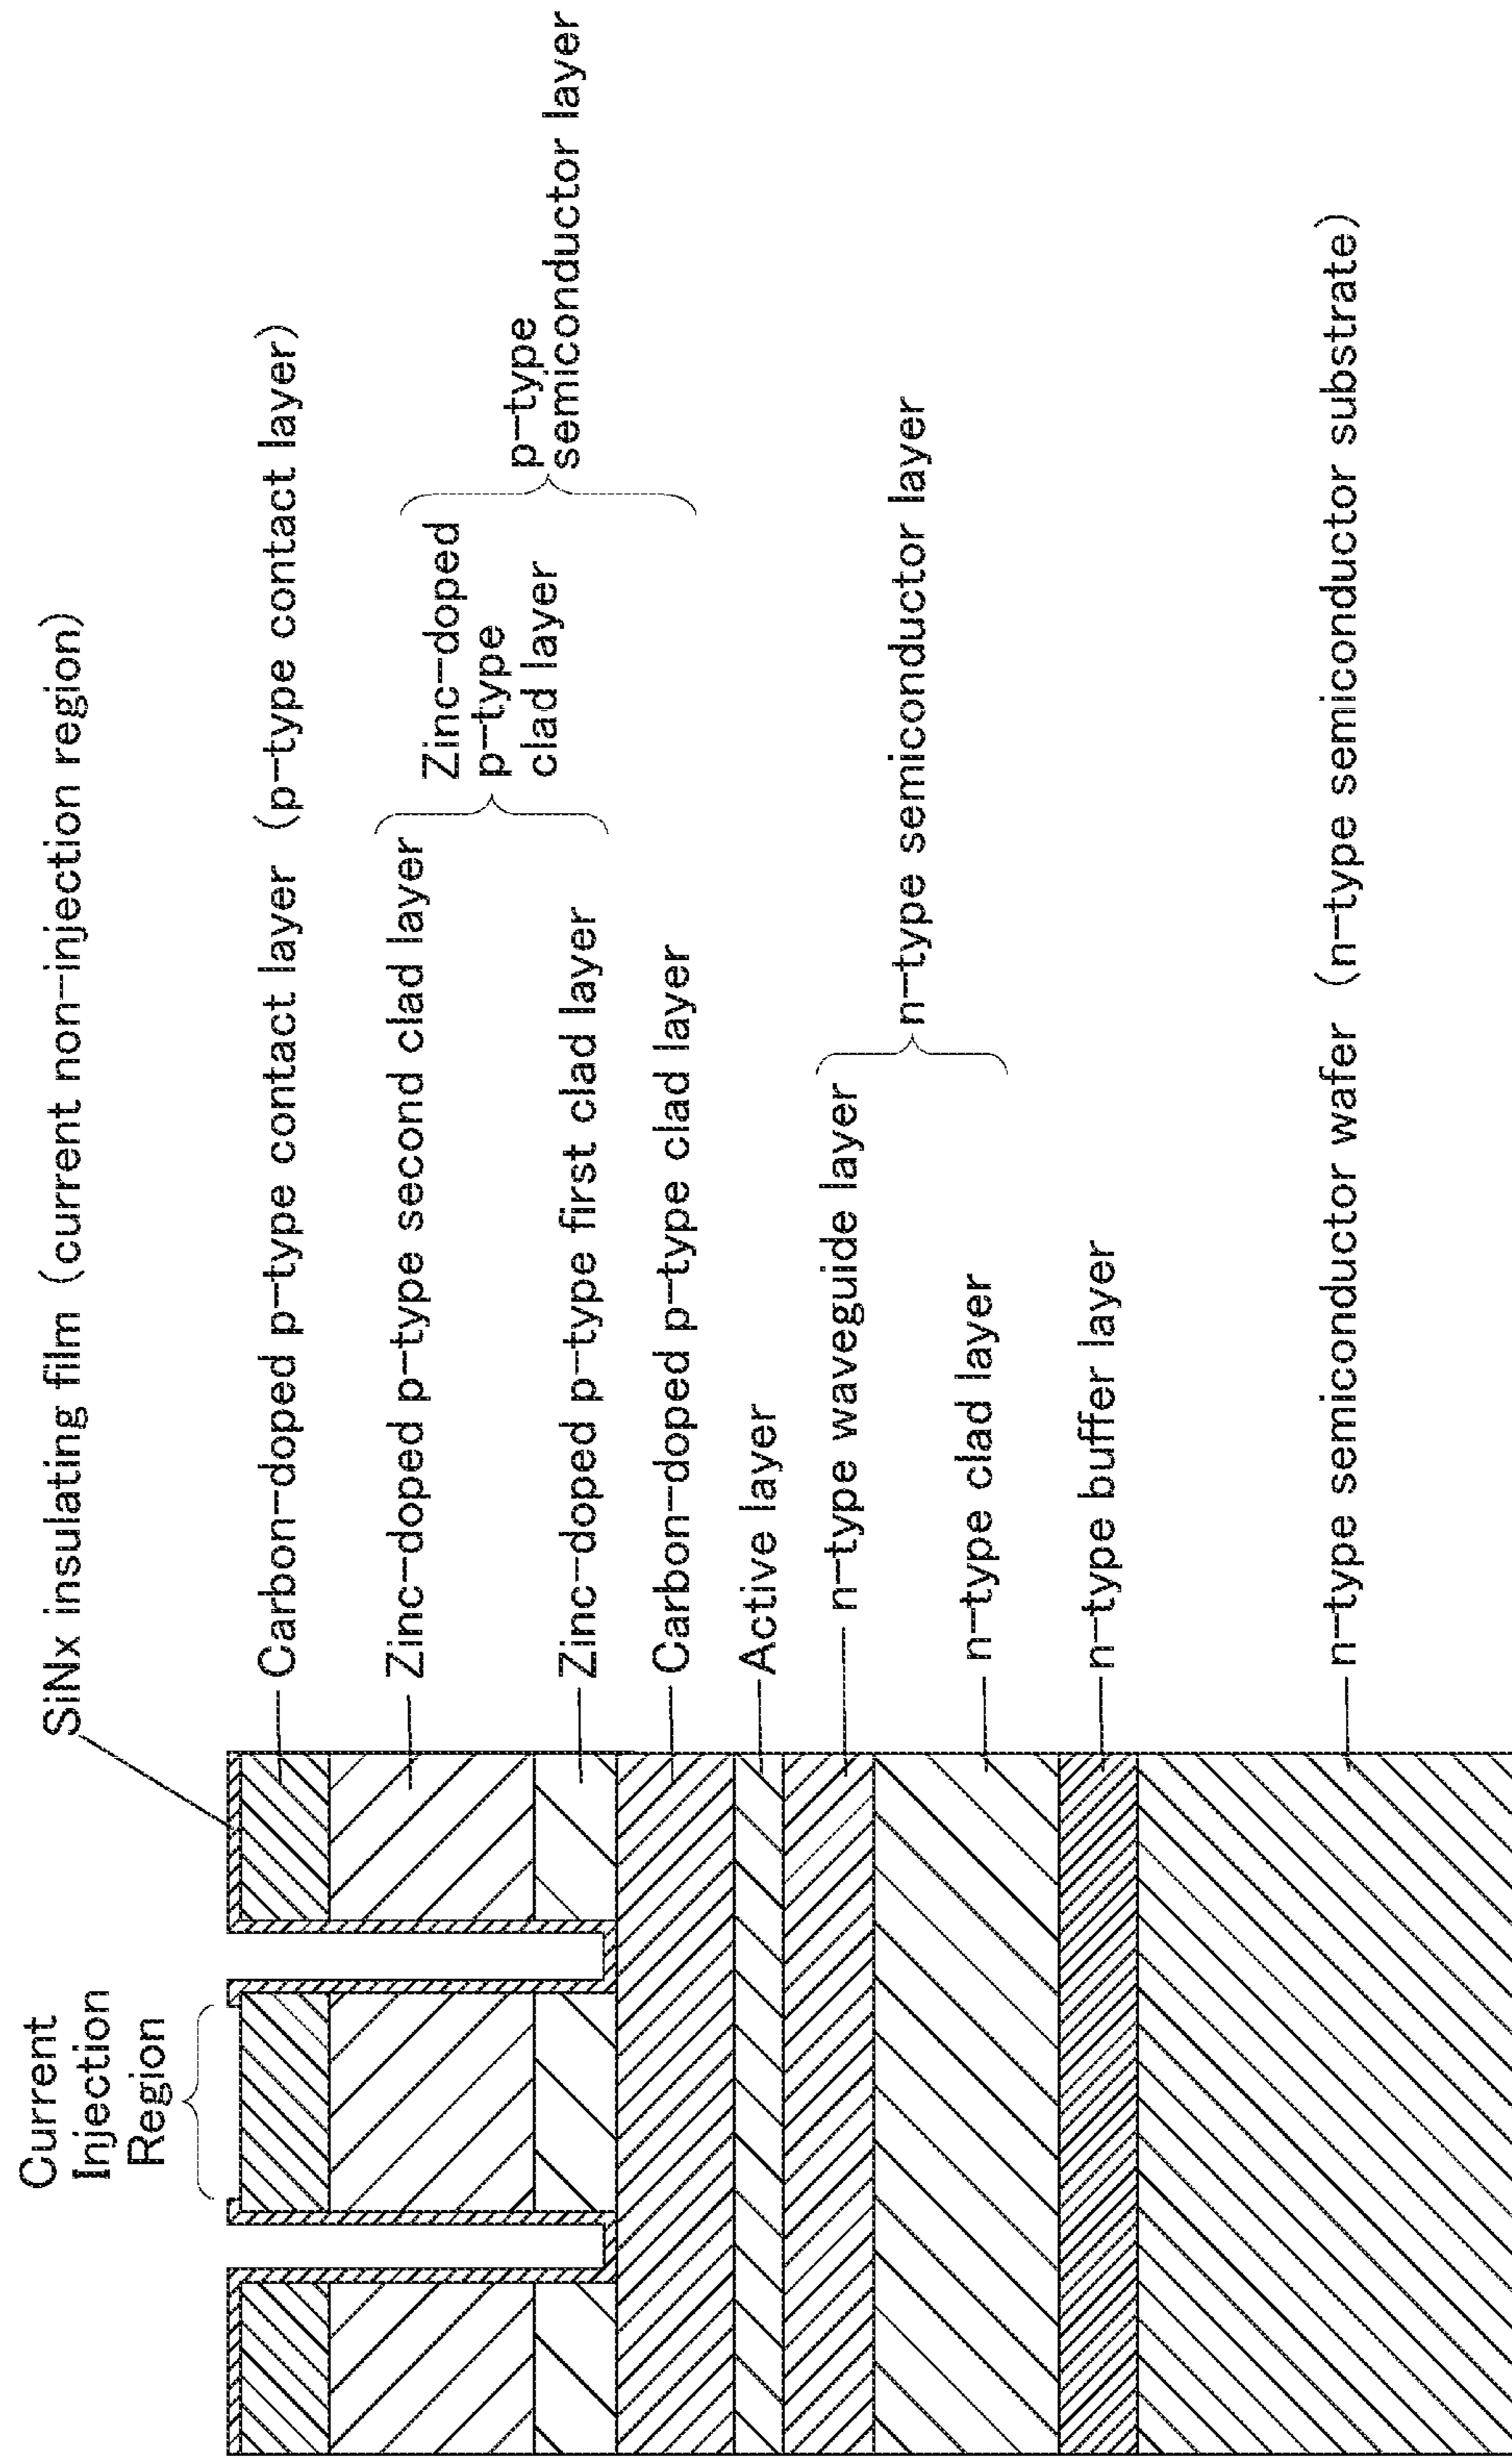 Current
Injection
Region
SiNx insulating film (current non-injection region)
Carbon-doped p-type contact layer (p-type contact layer)
Zinc-doped p-type second clad layer
Zinc-doped p-type first clad layer
Zinc-doped
p-type
clad layer
p-type
semiconductor layer
Carbon-doped p-type clad layer
Active layer
n-type waveguide layer
n-type clad layer
n-type semiconductor layer
n-type buffer layer
n-type semiconductor wafer (n-type semiconductor substrate)